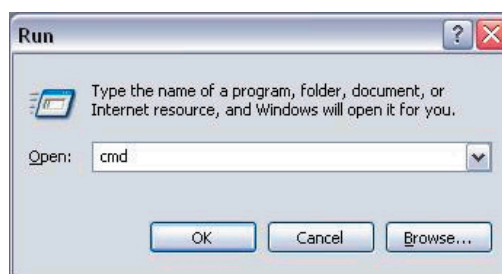 Run
?
X
Type the name of a program, folder, document, or
Internet resource, and Windows will open it for you.
Open:
cmd
OK
Cancel
Browse...